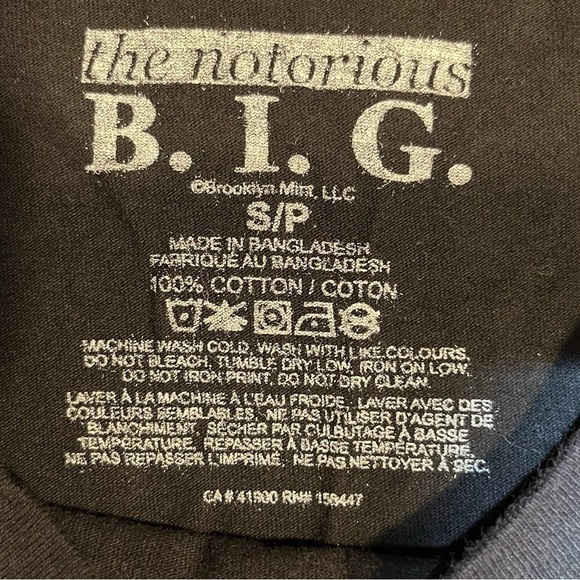 the notorious
B. I. G.
©Brooklyn Mint, LLC
S/P
MADE IN BANGLADESH
FABRIQUE AU BANGLADESH
100% COTTON / COTON
MACHINE WASH COLD, WASH WITH LIKE COLOURS,
DO NOT BLEACH, TUMBLE DRY LOW, IRON ON LOW,
DO NOT IRON PRINT, DO NOT DRY CLEAN.
LAVER À LA MACHINE À L'EAU FROIDE. LAVER AVEC DES
COULEURS SEMBLABLES. NE PAS UTILISER D'AGENT DE
BLANCHIMENT. SÉCHER PAR CULBUTAGE À BASSE
TEMPÉRATURE. REPASSER À BASSE TEMPÉRATURE.
NE PAS REPASSER L'IMPRIMÉ. NE PAS NETTOYER À SEC.
CA # 41900 RN# 159447